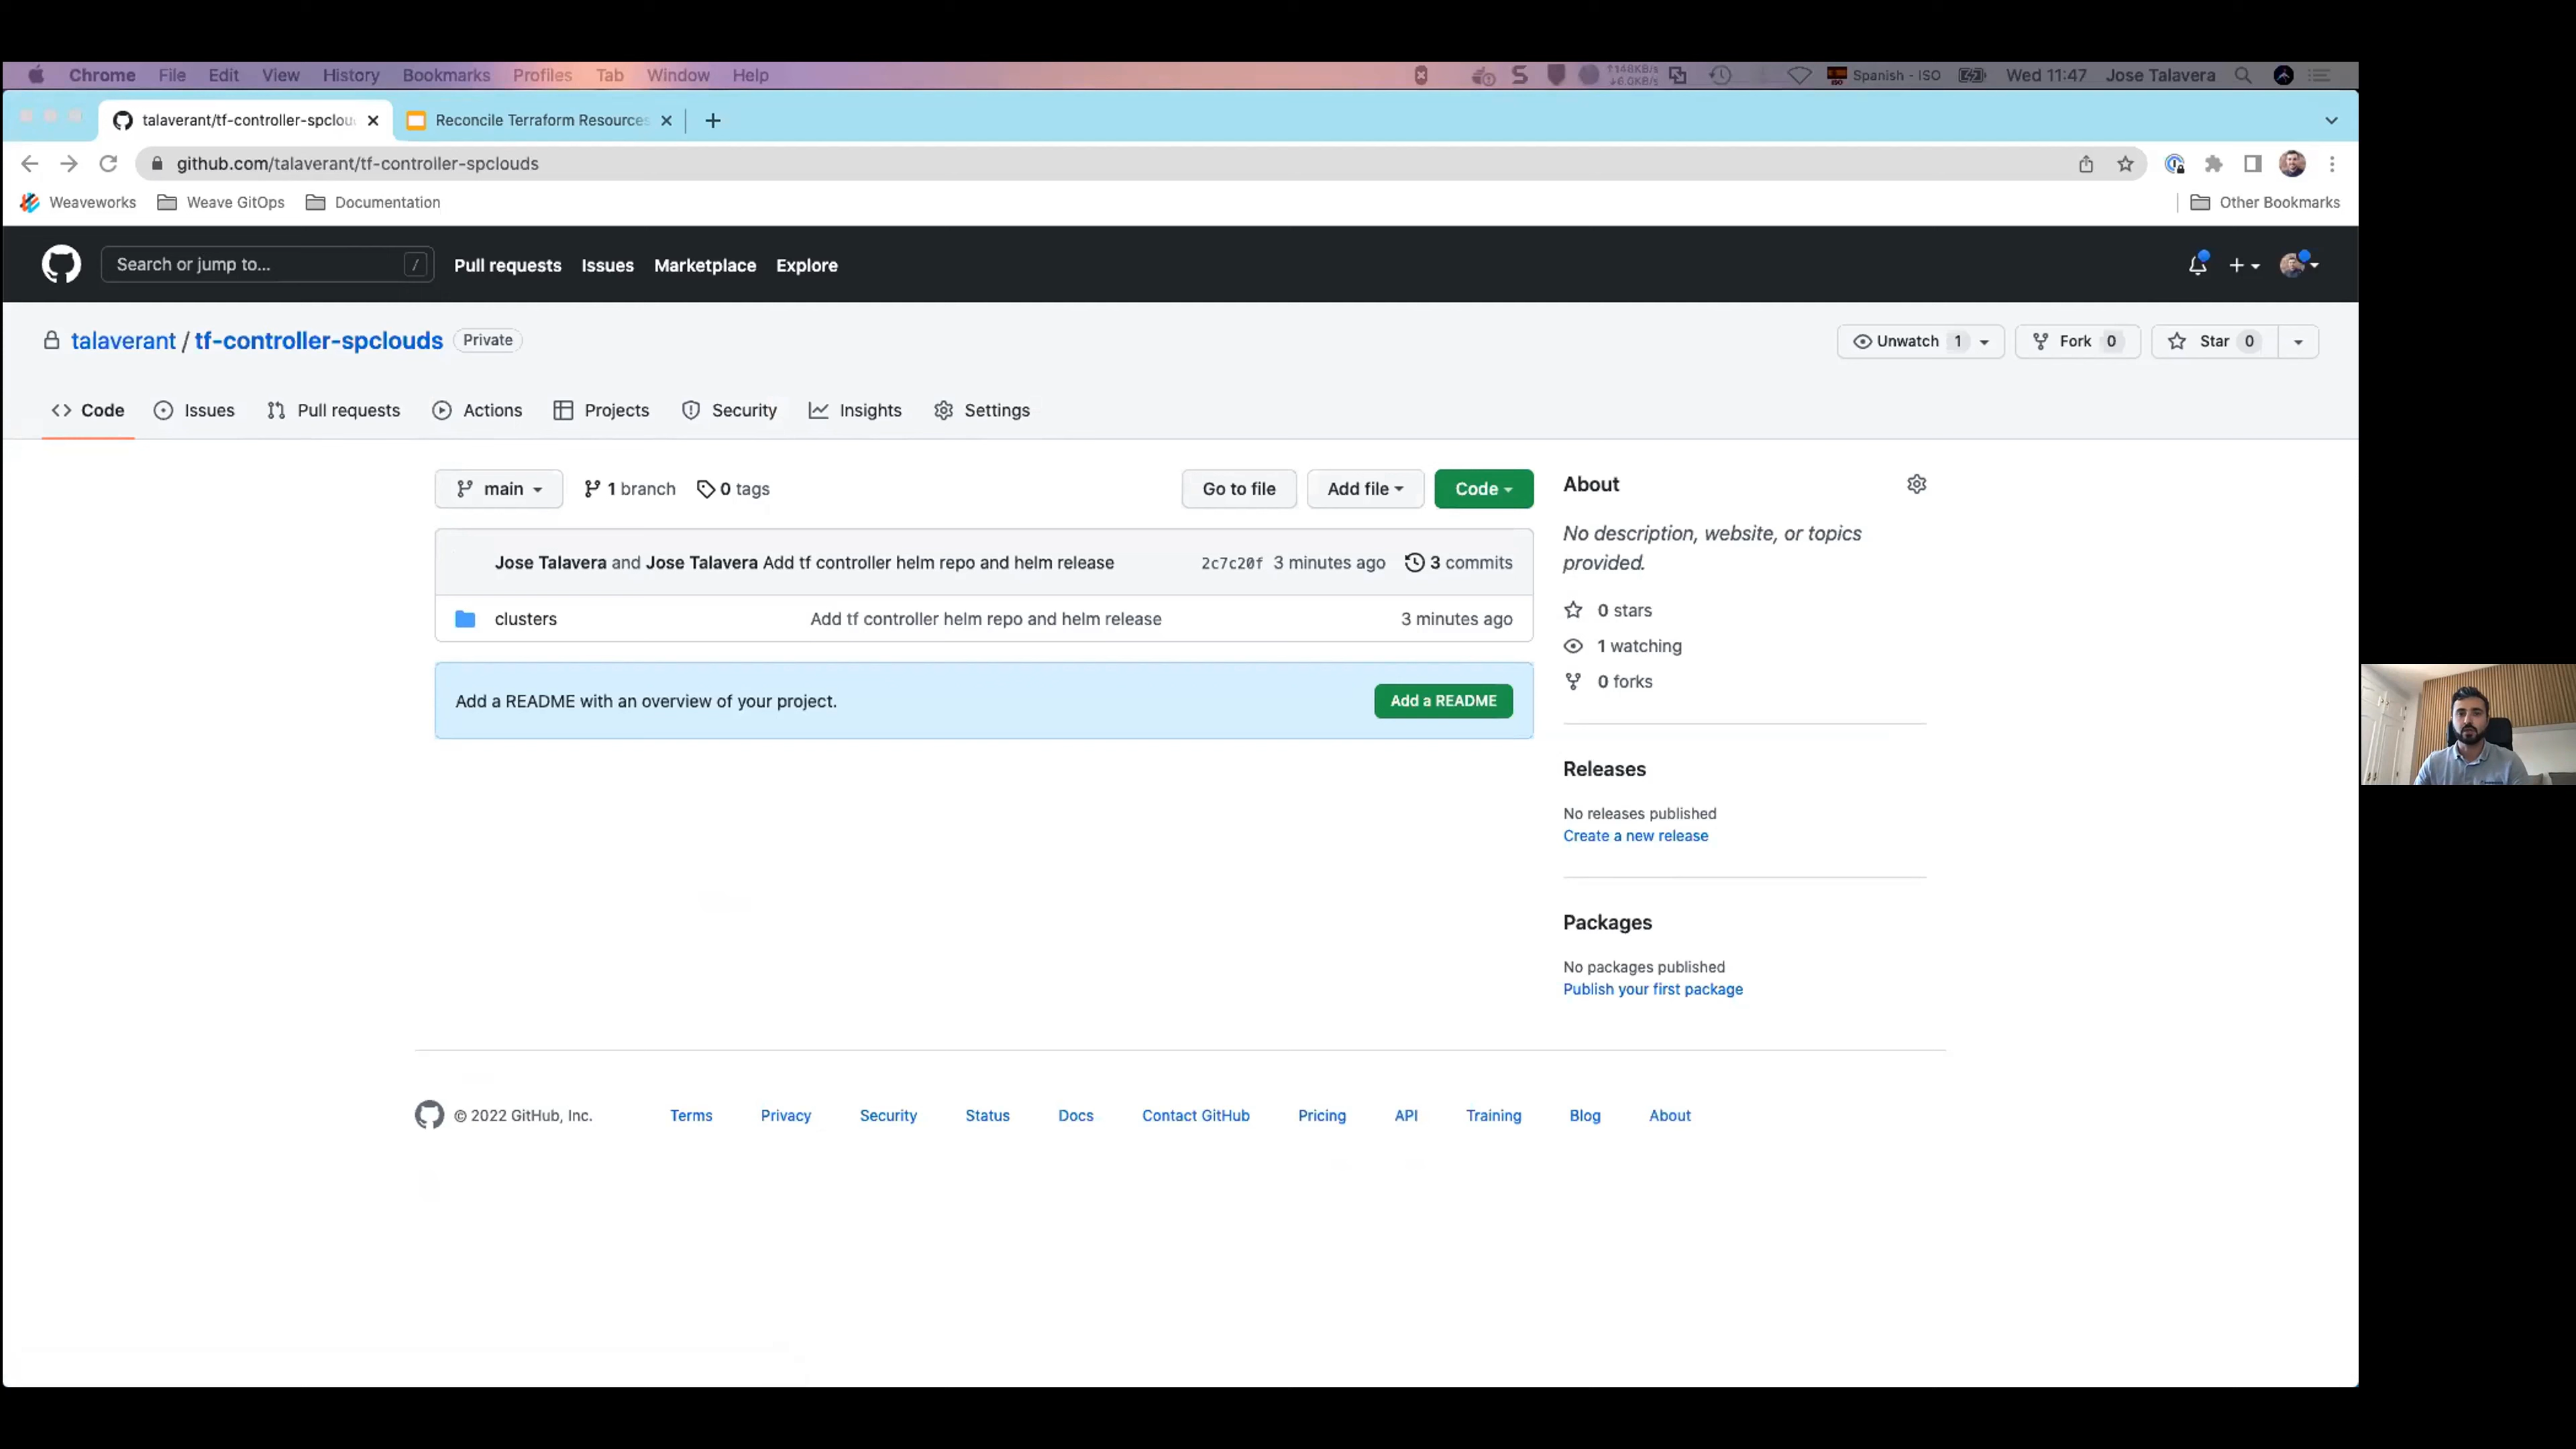 Chrome File Edit View History Bookmarks Profiles Tab Window Help 148KB/s 6.0KB/s Spanish - ISO Wed 11:47 Jose Talavera
talaverant/tf-controller-spclou Reconcile Terraform Resources
github.com/talaverant/tf-controller-spclouds
Weaveworks Weave GitOps Documentation Other Bookmarks
Search or jump to... / Pull requests Issues Marketplace Explore
talaverant / tf-controller-spclouds Private Unwatch 1 Fork 0 Star 0
Code Issues Pull requests Actions Projects Security Insights Settings
main 1 branch 0 tags Go to file Add file Code
Jose Talavera and Jose Talavera Add tf controller helm repo and helm release 2c7c20f 3 minutes ago 3 commits
clusters Add tf controller helm repo and helm release 3 minutes ago
Add a README with an overview of your project. Add a README
About
No description, website, or topics
provided.
0 stars
1 watching
0 forks
Releases
No releases published
Create a new release
Packages
No packages published
Publish your first package
© 2022 GitHub, Inc. Terms Privacy Security Status Docs Contact GitHub Pricing API Training Blog About